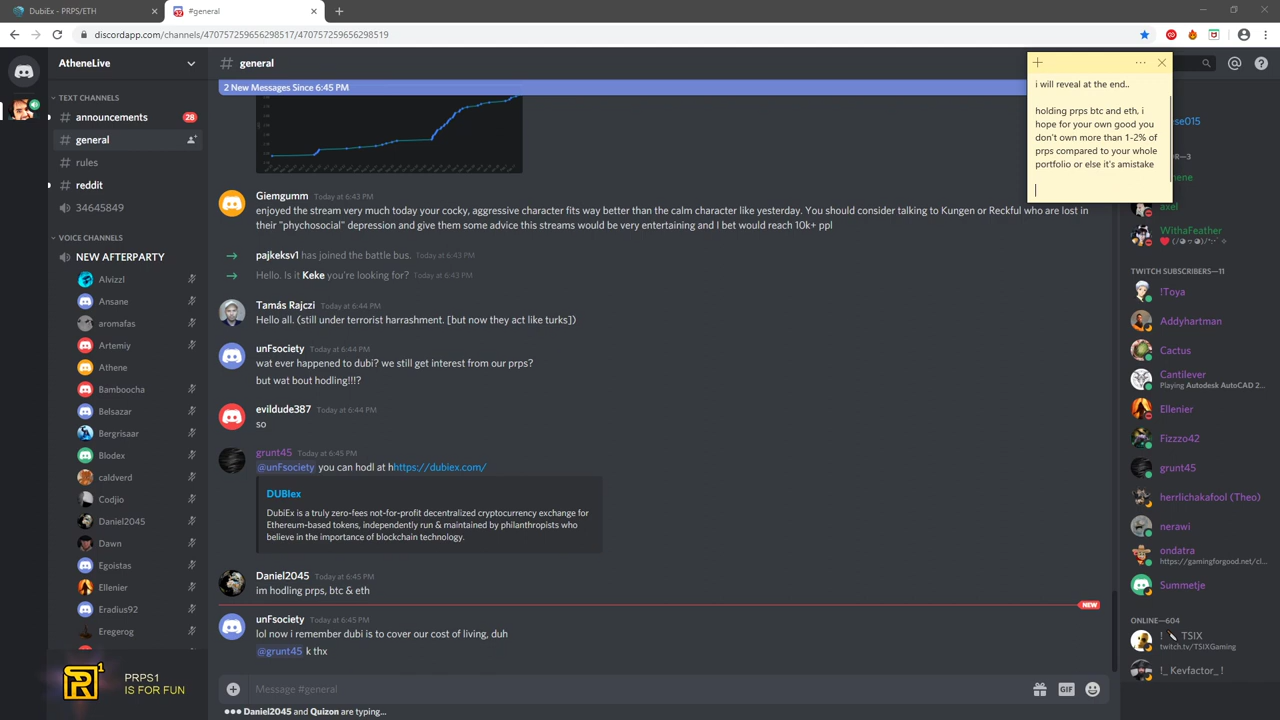 DubiEx - PRPS/ETH
#general
discordapp.com/channels/470757259656298517/470757259656298519
AtheneLive
TEXT CHANNELS
announcements 28
general
rules
reddit
34645849
VOICE CHANNELS
NEW AFTERPARTY
Alvizzl
Ansane
aromafas
Artemiy
Athene
Bamboocha
Belsazar
Bergrisaar
Blodex
caldverd
Codjio
Daniel2045
Dawn
Egoistas
Ellenier
Eradius92
Eregerog
PRPS1
IS FOR FUN
# general
2 New Messages Since 6:45 PM
Giemgumm Today at 6:43 PM
enjoyed the stream very much today your cocky, aggressive character fits way better than the calm character like yesterday. You should consider talking to Kungen or Reckful who are lost in
their "phychosocial" depression and give them some advice this streams would be very entertaining and I bet would reach 10k+ ppl
pajkeksv1 has joined the battle bus. Today at 6:43 PM
Hello. Is it Keke you're looking for? Today at 6:43 PM
Tamás Rajczi Today at 6:44 PM
Hello all. (still under terrorist harrashment. [but now they act like turks])
unFsociety Today at 6:44 PM
wat ever happened to dubi? we still get interest from our prps?
but wat bout hodling!!!?
evildude387 Today at 6:44 PM
so
grunt45 Today at 6:45 PM
@unFsociety you can hodl at hhttps://dubiex.com/
DUBIex
DubiEx is a truly zero-fees not-for-profit decentralized cryptocurrency exchange for
Ethereum-based tokens, independently run & maintained by philanthropists who
believe in the importance of blockchain technology.
Daniel2045 Today at 6:45 PM
im hodling prps, btc & eth
NEW
unFsociety Today at 6:45 PM
lol now i remember dubi is to cover our cost of living, duh
@grunt45 k thx
Message #general
GIF
Daniel2045 and Quizon are typing...
i will reveal at the end..
holding prps btc and eth, i
hope for your own good you
don't own more than 1-2% of
prps compared to your whole
portfolio or else it's amistake
ese015
OR—3
ene
axel
WithaFeather
TWITCH SUBSCRIBERS—11
!Toya
Addyhartman
Cactus
Cantilever
Playing Autodesk AutoCAD 2...
Ellenier
Fizzzo42
grunt45
herrlichakafool (Theo)
nerawi
ondatra
https://gamingforgood.net/cl...
Summetje
ONLINE—604
! TSIX
twitch.tv/TSIXGaming
!_ Kevfactor_ !